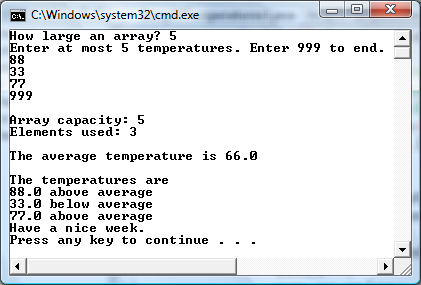 C:\Windows\system32\cmd.exe
How large an array? 5
Enter at most 5 temperatures. Enter 999 to end.
88
33
77
999
Array capacity: 5
Elements used: 3
The average temperature is 66.0
The temperatures are
88.0 above average
33.0 below average
77.0 above average
Have a nice week.
Press any key to continue . . .